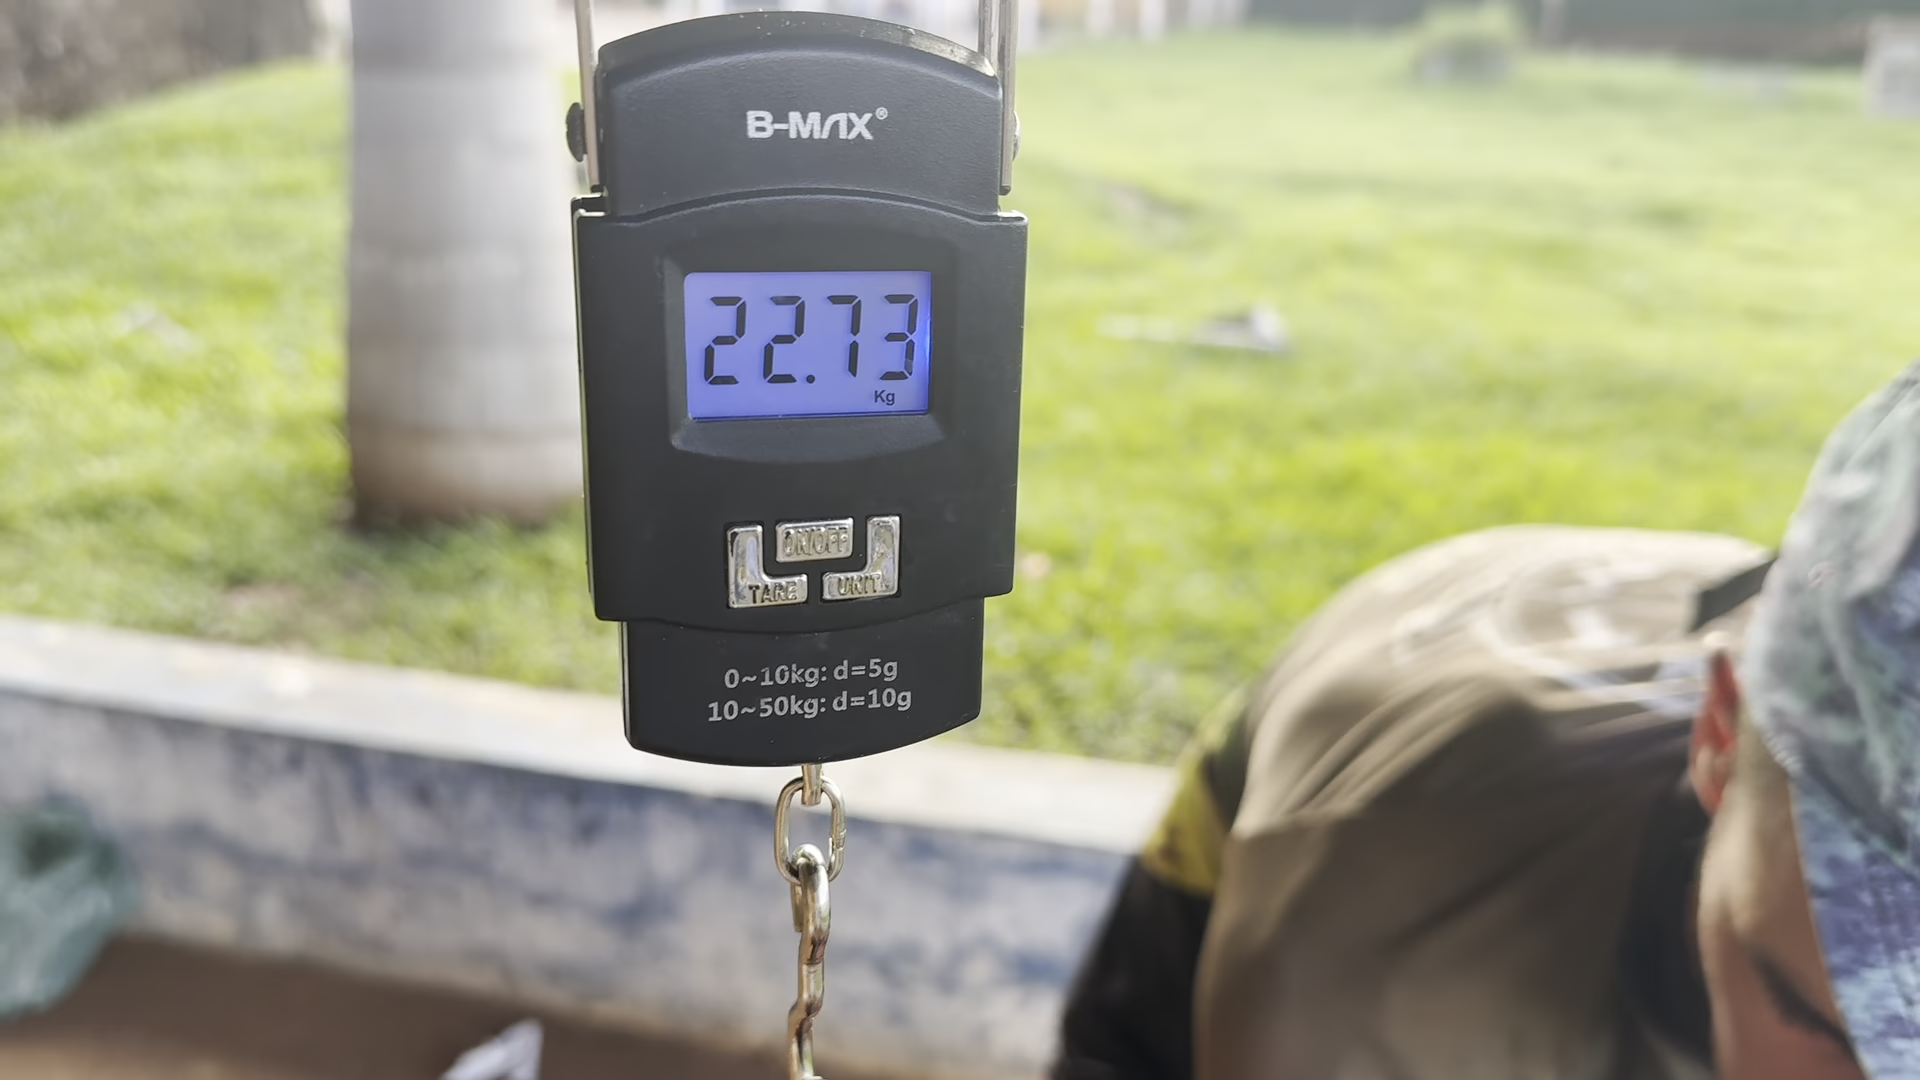 B-MAX®
22.73
Kg
ON/OFF
TARE UNIT
0~10kg: d=5g
10~50kg: d=10g